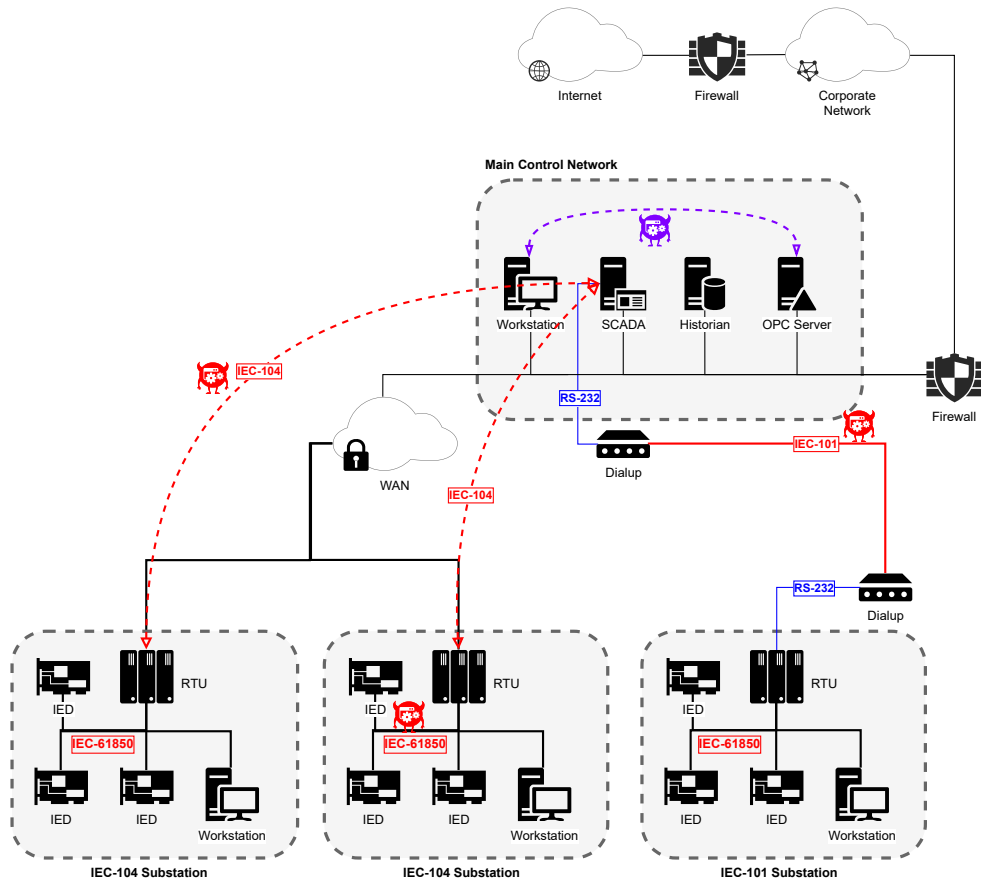 Internet
Firewall
Corporate
Network
Main Control Network
Workstation
SCADA
Historian
OPC Server
IEC-104
RS-232
Firewall
IEC-101
WAN
Dialup
IEC-104
RS-232
Dialup
RTU
IED
IEC-61850
IED
IED
Workstation
IEC-104 Substation
RTU
IED
IEC-61850
IED
IED
Workstation
IEC-104 Substation
RTU
IED
IEC-61850
IED
IED
Workstation
IEC-101 Substation